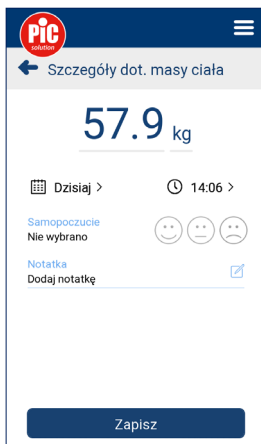 PiC
solution
Szczegóły dot. masy ciała
57.9 kg
Dzisiaj >
14:06 >
Samopoczucie
Nie wybrano
Notatka
Dodaj notatkę
Zapisz